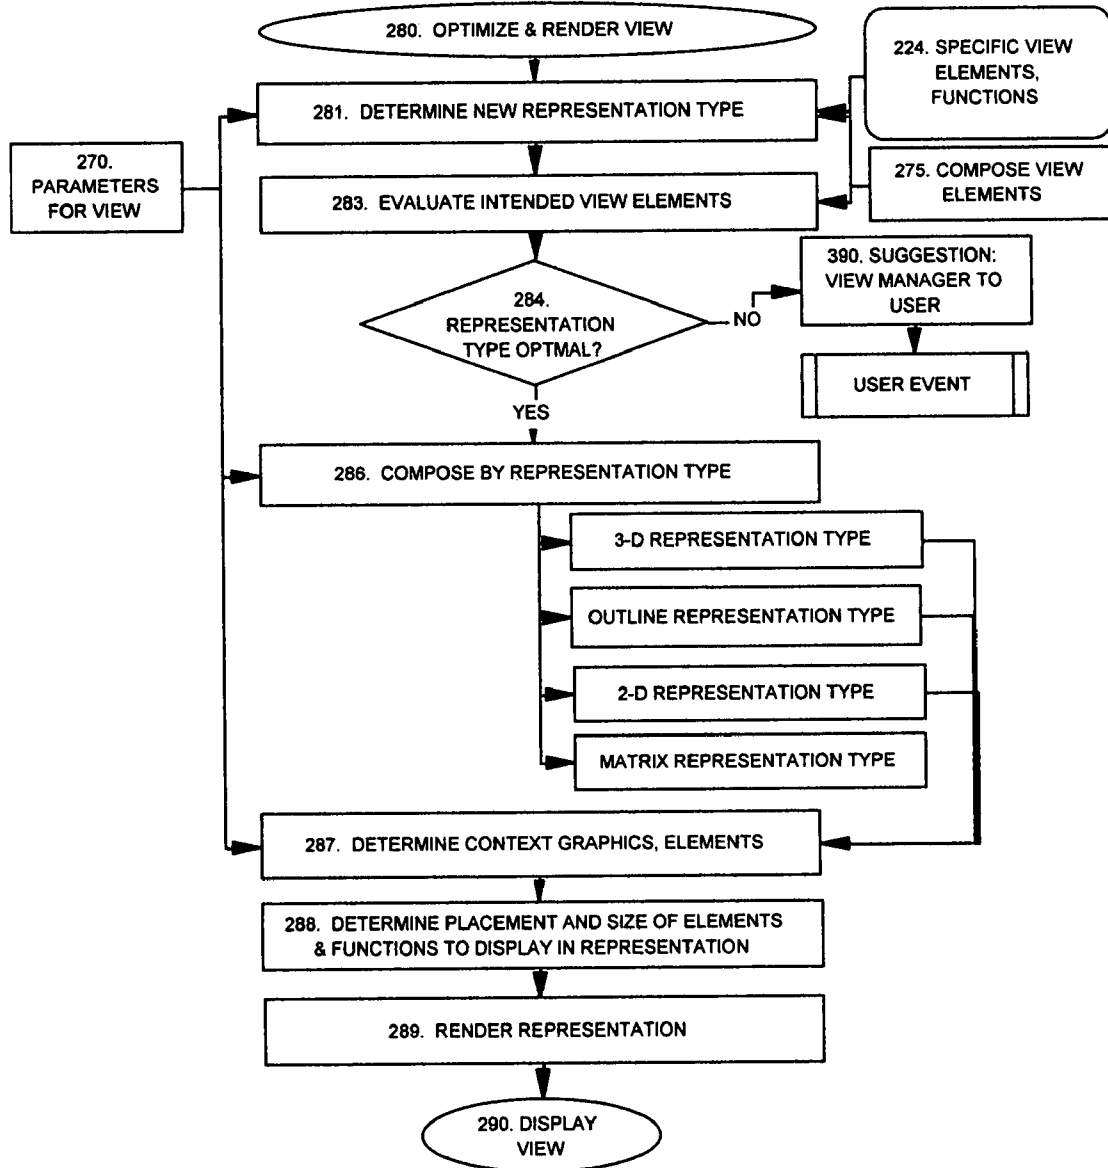 280. OPTIMIZE & RENDER VIEW
224. SPECIFIC VIEW
ELEMENTS,
FUNCTIONS
281. DETERMINE NEW REPRESENTATION TYPE
270.
PARAMETERS
FOR VIEW
275. COMPOSE VIEW
ELEMENTS
283. EVALUATE INTENDED VIEW ELEMENTS
390. SUGGESTION:
VIEW MANAGER TO
USER
284.
REPRESENTATION
TYPE OPTMAL?
NO
USER EVENT
YES
286. COMPOSE BY REPRESENTATION TYPE
3-D REPRESENTATION TYPE
OUTLINE REPRESENTATION TYPE
2-D REPRESENTATION TYPE
MATRIX REPRESENTATION TYPE
287. DETERMINE CONTEXT GRAPHICS, ELEMENTS
288. DETERMINE PLACEMENT AND SIZE OF ELEMENTS
& FUNCTIONS TO DISPLAY IN REPRESENTATION
289. RENDER REPRESENTATION
290. DISPLAY
VIEW